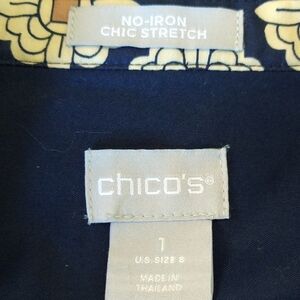 NO-IRON
CHIC STRETCH
chico's®
1
U.S. SIZE 8
MADE IN
THAILAND